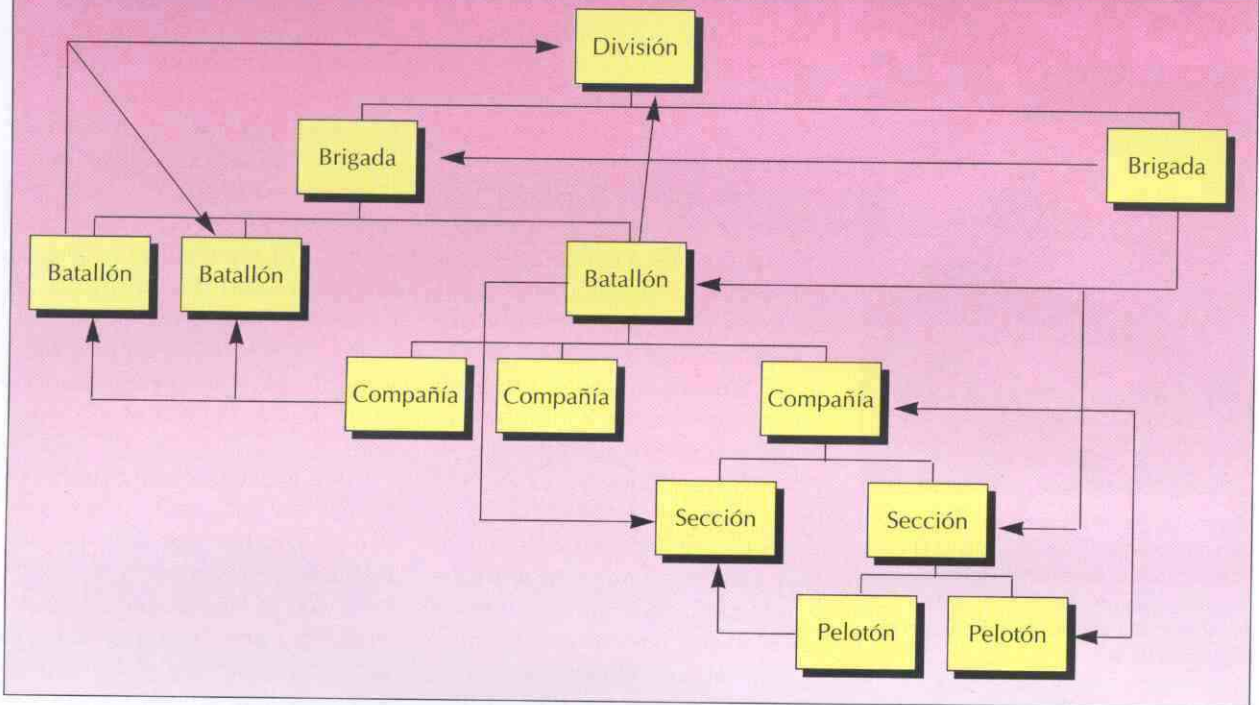 División
Brigada
Brigada
Batallón
Batallón
Batallón
Compañía
Compañía
Compañía
Sección
Sección
Pelotón
Pelotón